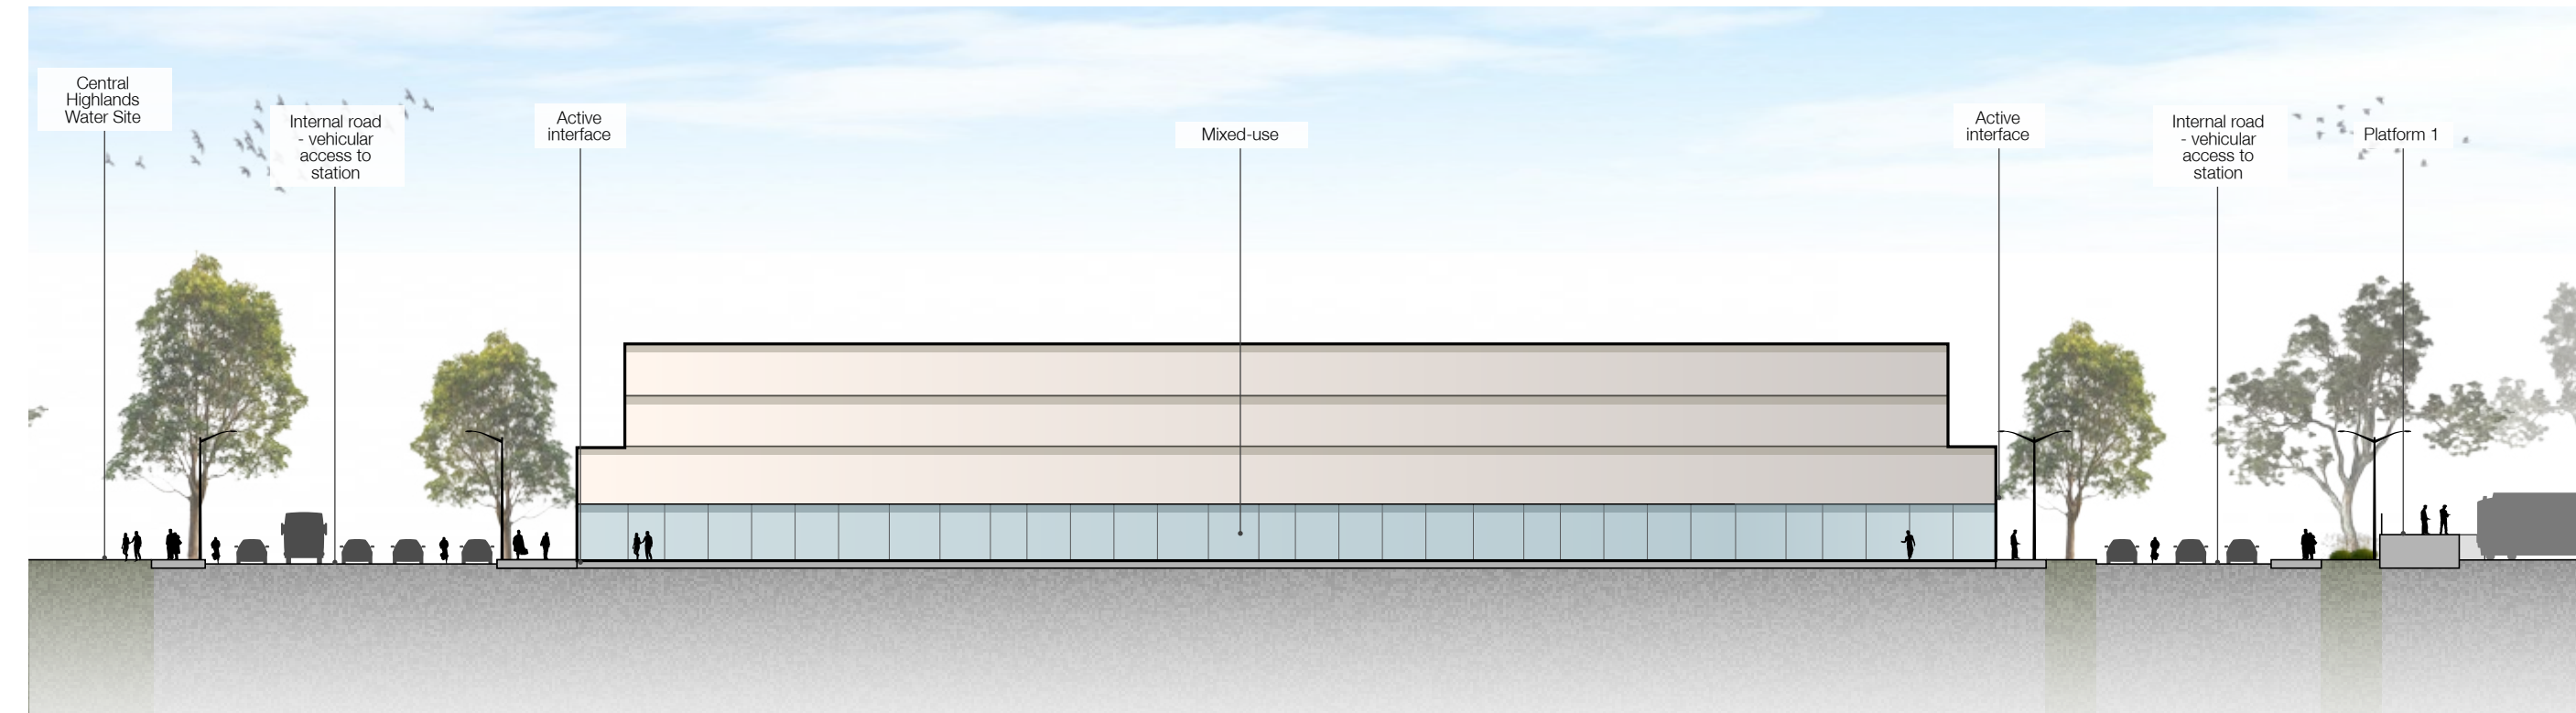 Central
Highlands
Water Site
Internal road
- vehicular
access to
station
Active
interface
Mixed-use
Active
interface
Internal road
- vehicular
access to
station
Platform 1